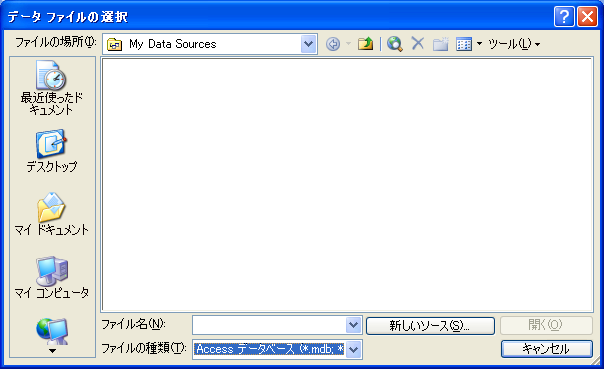 データ ファイルの選択
ファイルの場所(I):
My Data Sources
ツール(L)
最近使ったド
キュメント
デスクトップ
マイ ドキュメント
マイ コンピュータ
ファイル名(N):
新しいソース(S)...
開く(O)
ファイルの種類(T):
Access データベース (*.mdb; *
キャンセル